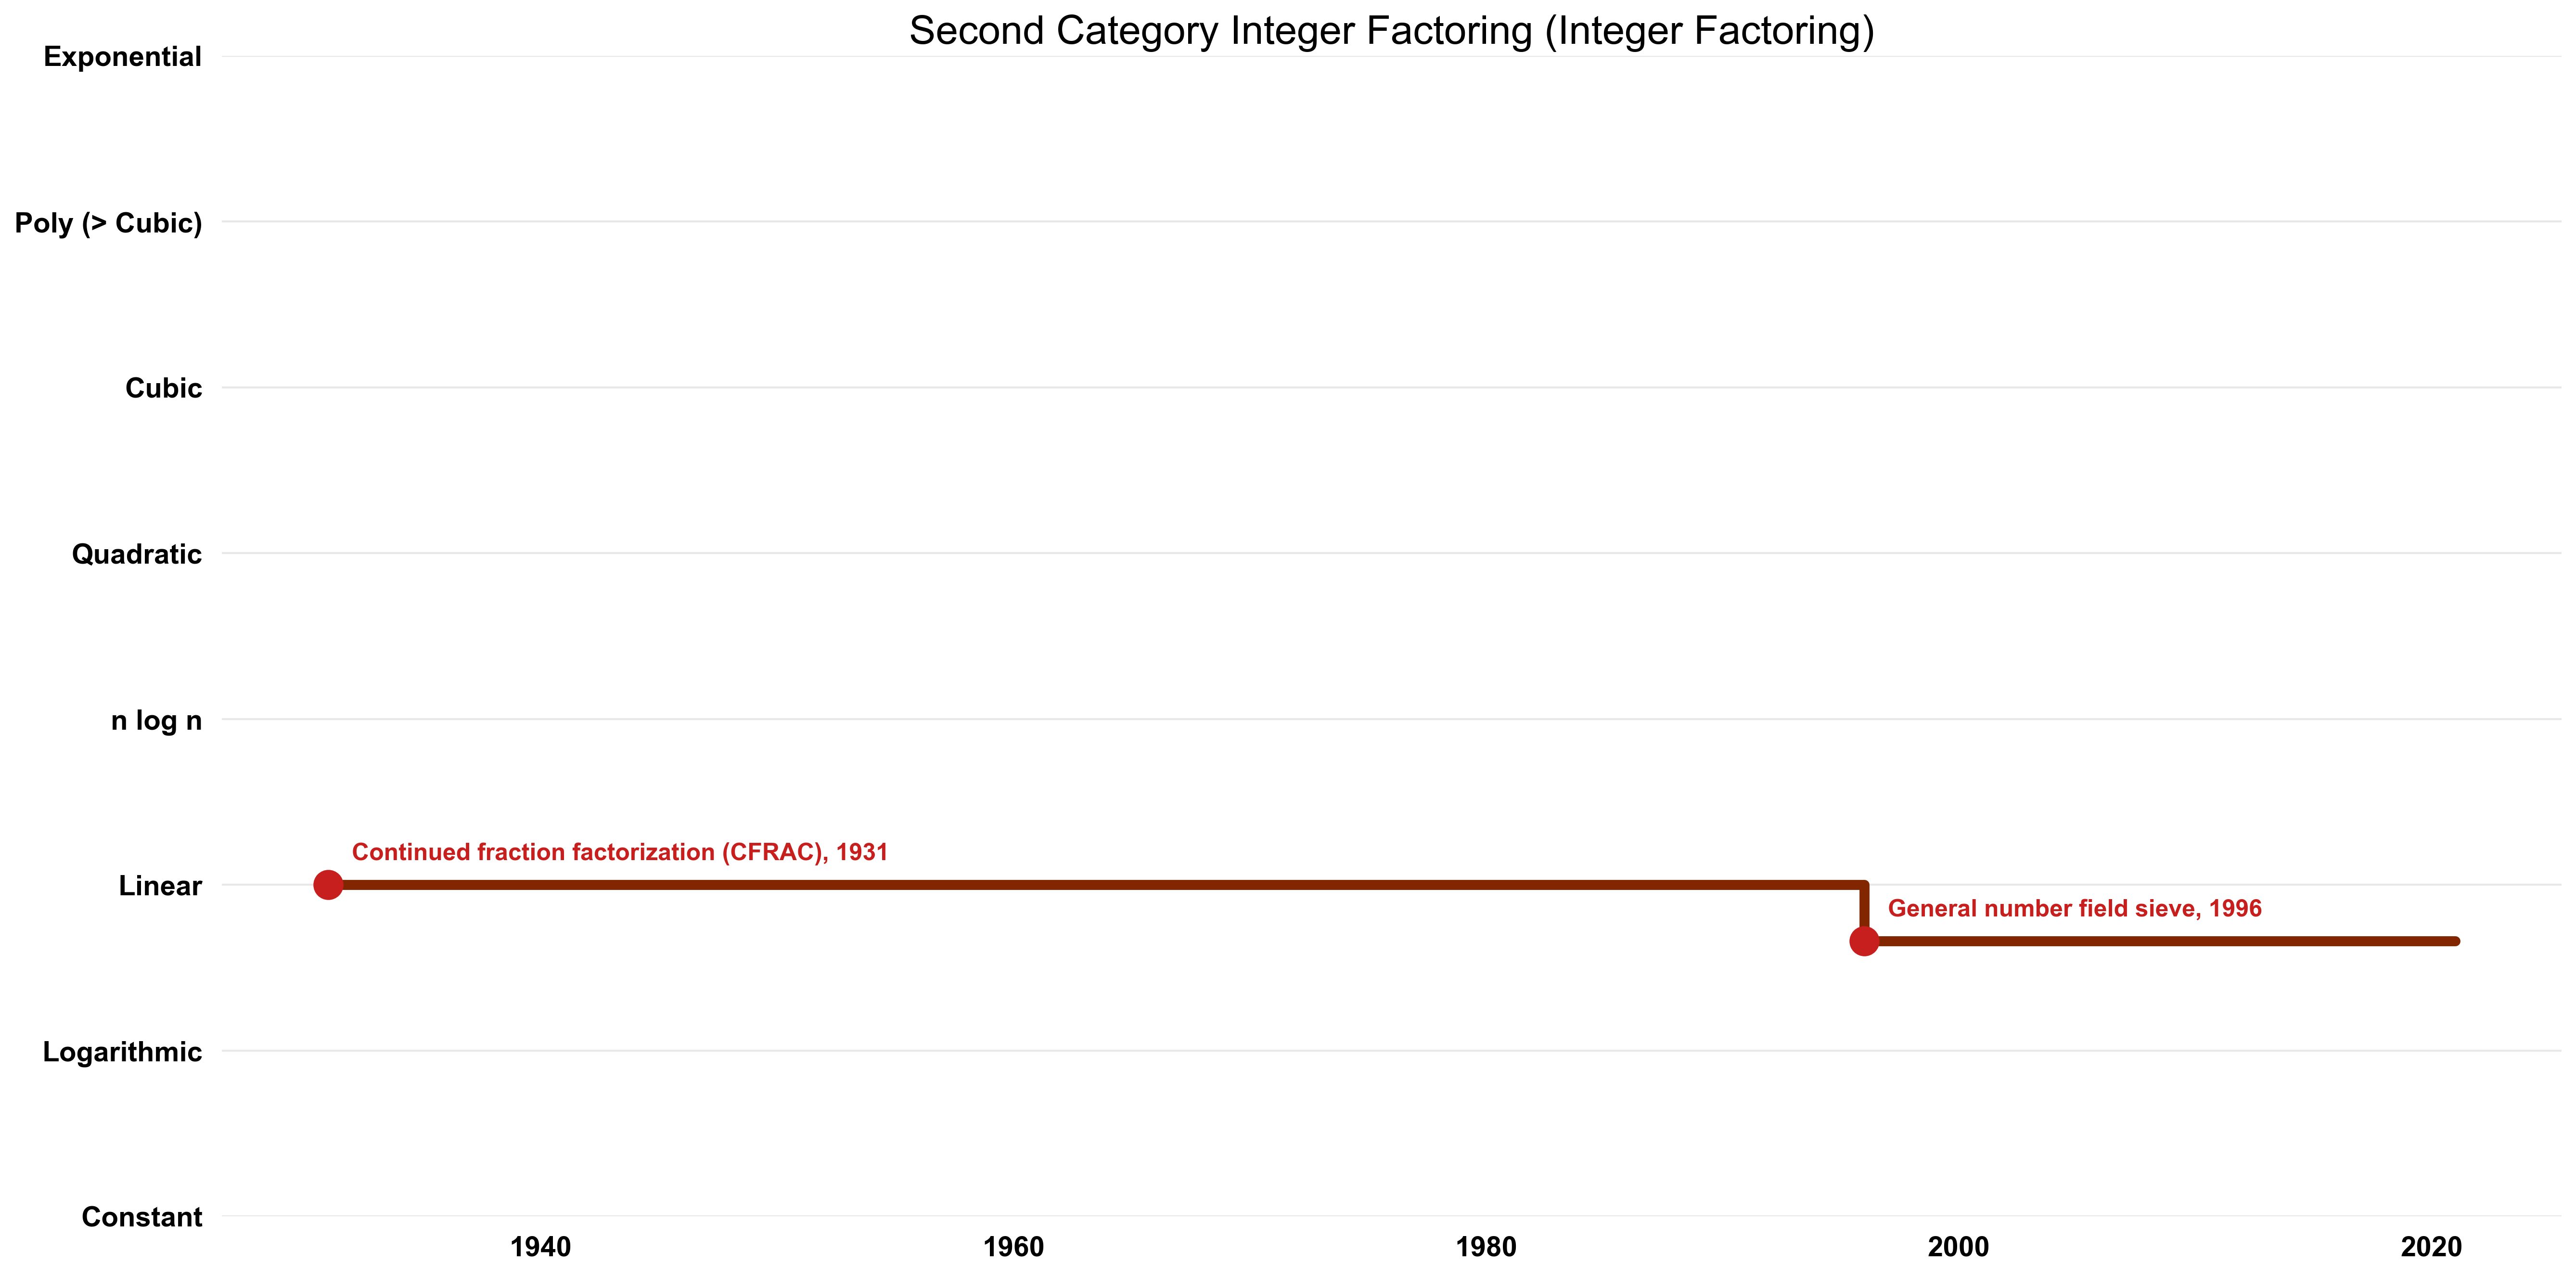 Second Category Integer Factoring (Integer Factoring)
Exponential
Poly (> Cubic)
Cubic
Quadratic
n log n
Continued fraction factorization (CFRAC), 1931
Linear
General number field sieve, 1996
Logarithmic
Constant
1940 1960 1980 2000 2020